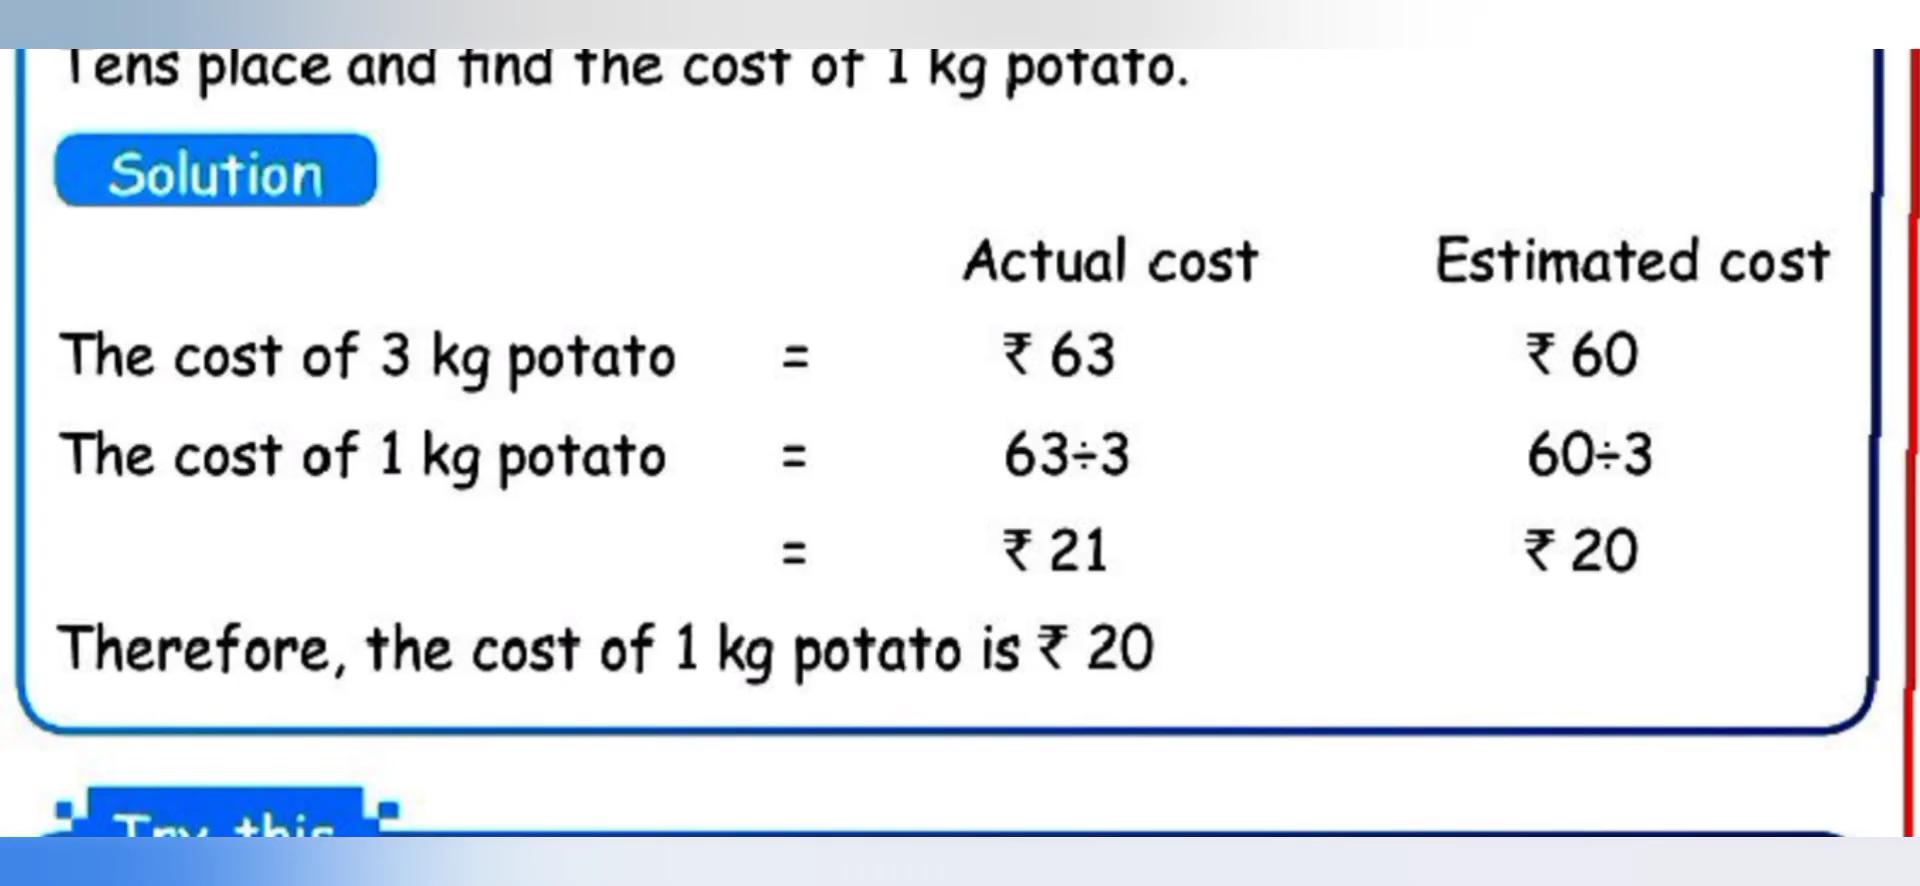 Tens place and find the cost of 1 kg potato.
Solution
Actual cost Estimated cost
The cost of 3 kg potato = ₹ 63 ₹ 60
The cost of 1 kg potato = 63÷3 60÷3
= ₹ 21 ₹ 20
Therefore, the cost of 1 kg potato is ₹ 20
Try this